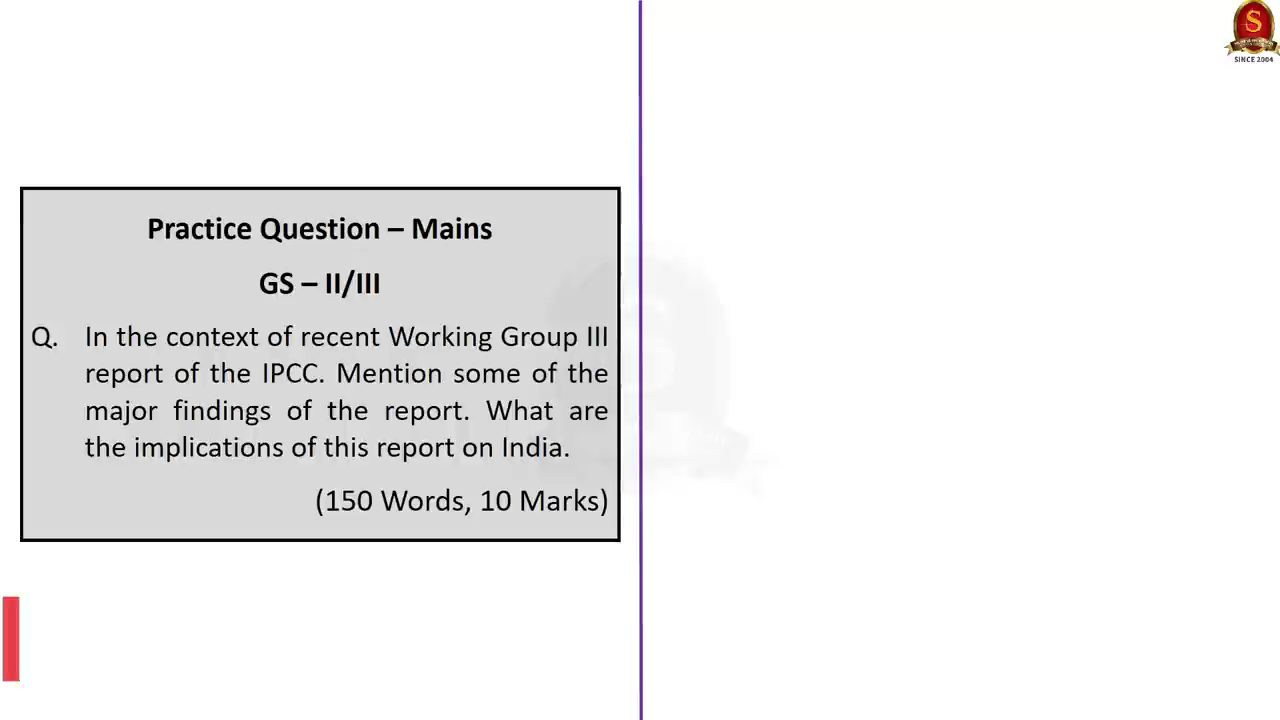 S
SINCE 2004
Practice Question – Mains
GS – II/III
Q. In the context of recent Working Group III
report of the IPCC. Mention some of the
major findings of the report. What are
the implications of this report on India.
(150 Words, 10 Marks)